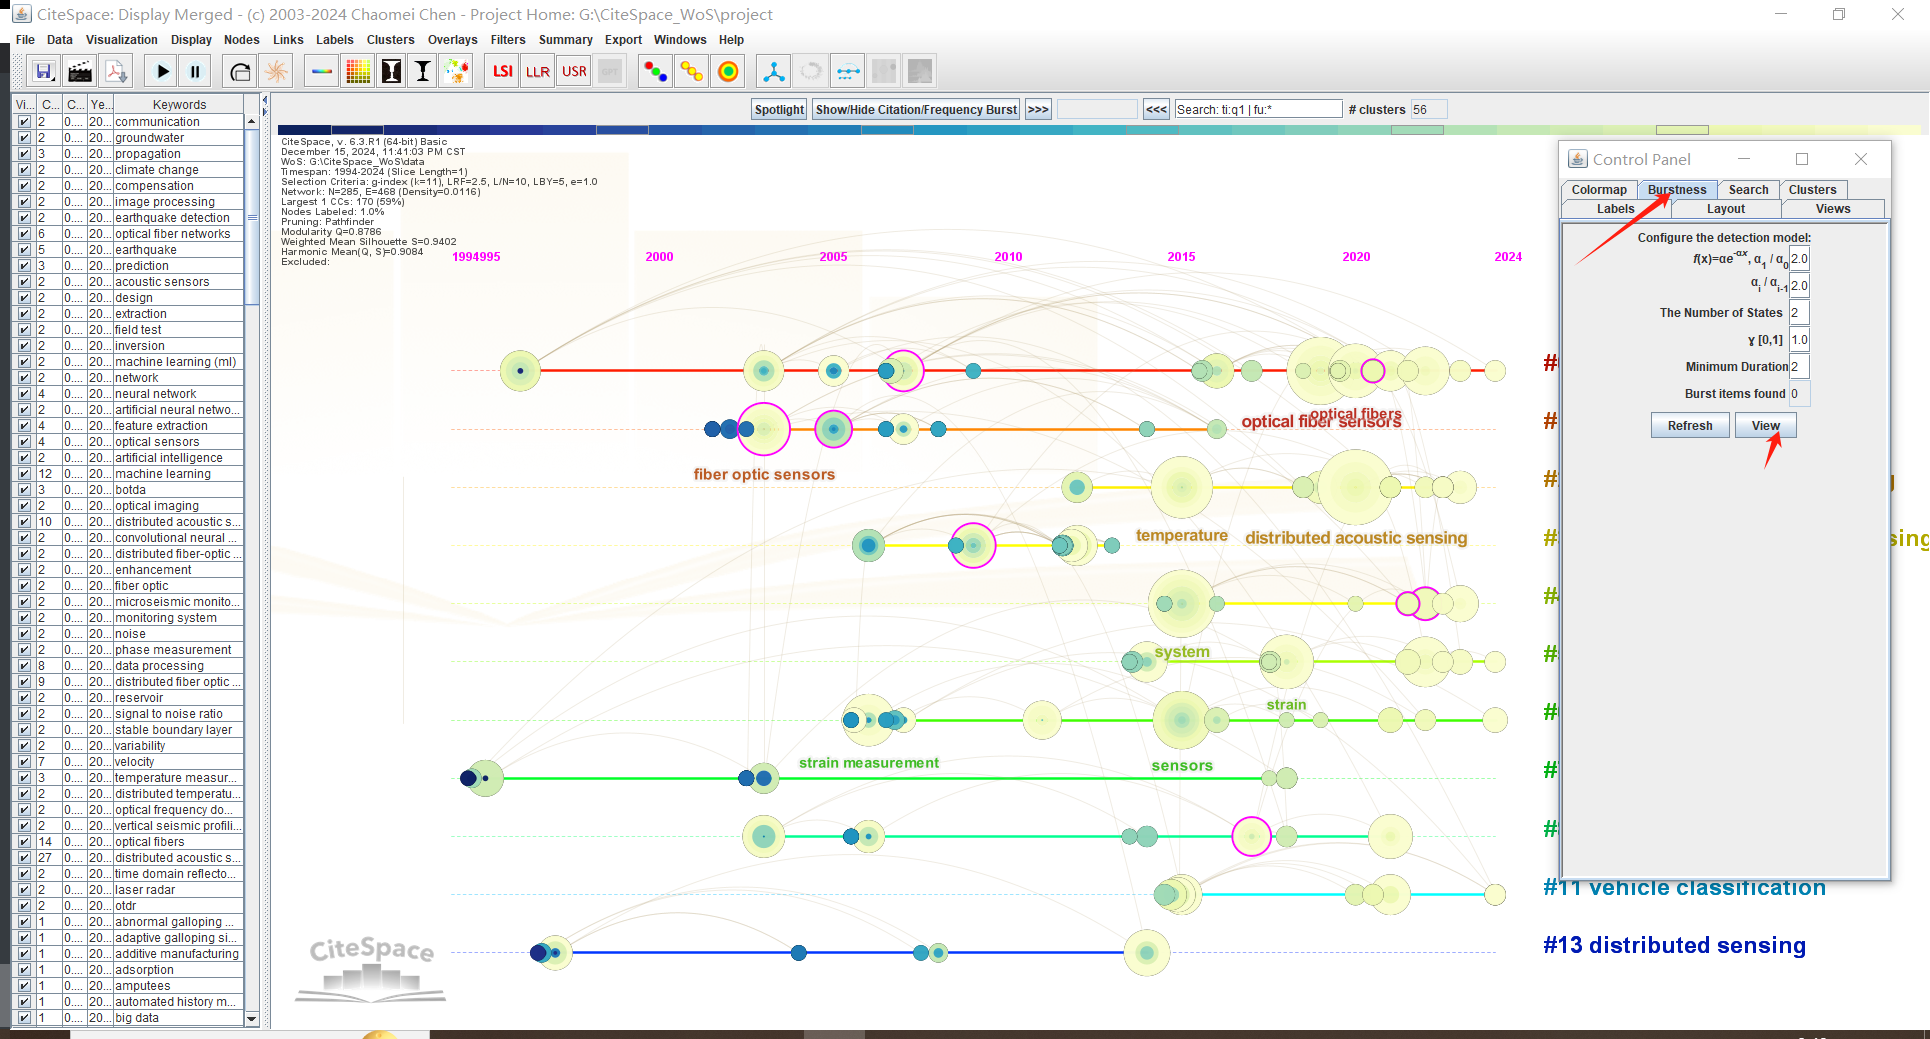 CiteSpace: Display Merged - (c) 2003-2024 Chaomei Chen - Project Home: G:\CiteSpace_WoS\project
File Data Visualization Display Nodes Links Labels Clusters Overlays Filters Summary Export Windows Help
LSI LLR USR GPT
Vi... C... C... Ye... Keywords
2 0.... 20... communication
2 0.... 20... groundwater
3 0.... 20... propagation
2 0.... 20... climate change
2 0.... 20... compensation
2 0.... 20... image processing
2 0.... 20... earthquake detection
6 0.... 20... optical fiber networks
5 0.... 20... earthquake
3 0.... 20... prediction
2 0.... 20... acoustic sensors
2 0.... 20... design
2 0.... 20... extraction
2 0.... 20... field test
2 0.... 20... inversion
2 0.... 20... machine learning (ml)
2 0.... 20... network
4 0.... 20... neural network
2 0.... 20... artificial neural netwo...
4 0.... 20... feature extraction
4 0.... 20... optical sensors
2 0.... 20... artificial intelligence
12 0.... 20... machine learning
3 0.... 20... botda
2 0.... 20... optical imaging
10 0.... 20... distributed acoustic s...
2 0.... 20... convolutional neural ...
2 0.... 20... distributed fiber-optic ...
2 0.... 20... enhancement
2 0.... 20... fiber optic
2 0.... 20... microseismic monito...
2 0.... 20... monitoring system
2 0.... 20... noise
2 0.... 20... phase measurement
8 0.... 20... data processing
9 0.... 20... distributed fiber optic ...
2 0.... 20... reservoir
2 0.... 20... signal to noise ratio
2 0.... 20... stable boundary layer
2 0.... 20... variability
7 0.... 20... velocity
3 0.... 20... temperature measur...
2 0.... 20... distributed temperatu...
2 0.... 20... optical frequency do...
2 0.... 20... vertical seismic profili...
14 0.... 20... optical fibers
27 0.... 20... distributed acoustic s...
2 0.... 20... time domain reflecto...
2 0.... 20... laser radar
2 0.... 20... otdr
1 0.... 20... abnormal galloping ...
1 0.... 20... adaptive galloping si...
1 0.... 20... additive manufacturing
1 0.... 20... adsorption
1 0.... 20... amputees
1 0.... 20... automated history m...
1 0.... 20... big data
Spotlight Show/Hide Citation/Frequency Burst >>> <<< Search: ti:q1 | fu:* # clusters 56
CiteSpace, v. 6.3.R1 (64-bit) Basic
December 15, 2024, 11:41:03 PM CST
WoS: G:\CiteSpace_WoS\data
Timespan: 1994-2024 (Slice Length=1)
Selection Criteria: g-index (k=11), LRF=2.5, L/N=10, LBY=5, e=1.0
Network: N=285, E=468 (Density=0.0116)
Largest 1 CCs: 170 (59%)
Nodes Labeled: 1.0%
Pruning: Pathfinder
Modularity Q=0.8786
Weighted Mean Silhouette S=0.9402
Harmonic Mean(Q, S)=0.9084
Excluded:
1994995 2000 2005 2010 2015 2020 2024
optical fibers
optical fiber sensors
fiber optic sensors
temperature distributed acoustic sensing
system
strain
strain measurement sensors
CiteSpace
#11 vehicle classification
#13 distributed sensing
sing
Control Panel
Colormap Burstness Search Clusters
Labels Layout Views
Configure the detection model:
f(x)=αe^-αx, α1 / α0 2.0
αi / αi-1 2.0
The Number of States 2
γ [0,1] 1.0
Minimum Duration 2
Burst items found 0
Refresh View